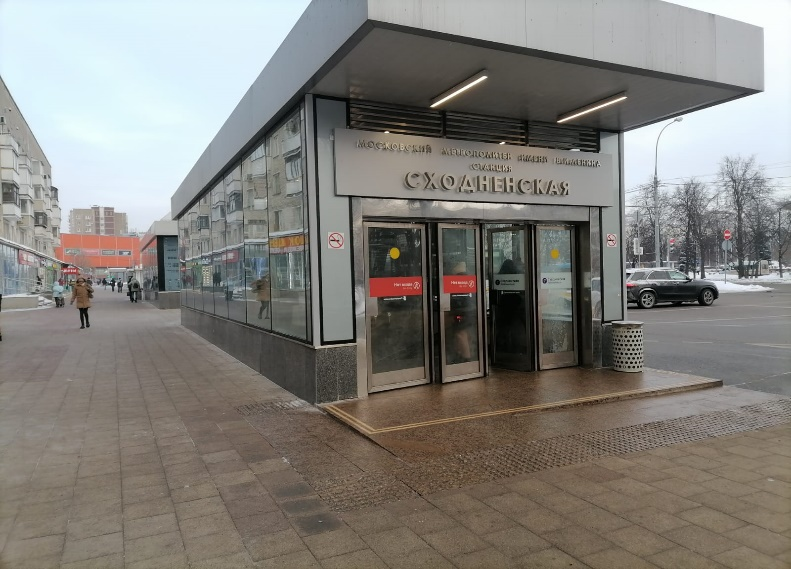 МОСКОВСКИЙ МЕТРОПОЛИТЕН ИМЕНИ В.И.ЛЕНИНА
СТАНЦИЯ
СХОДНЕНСКАЯ